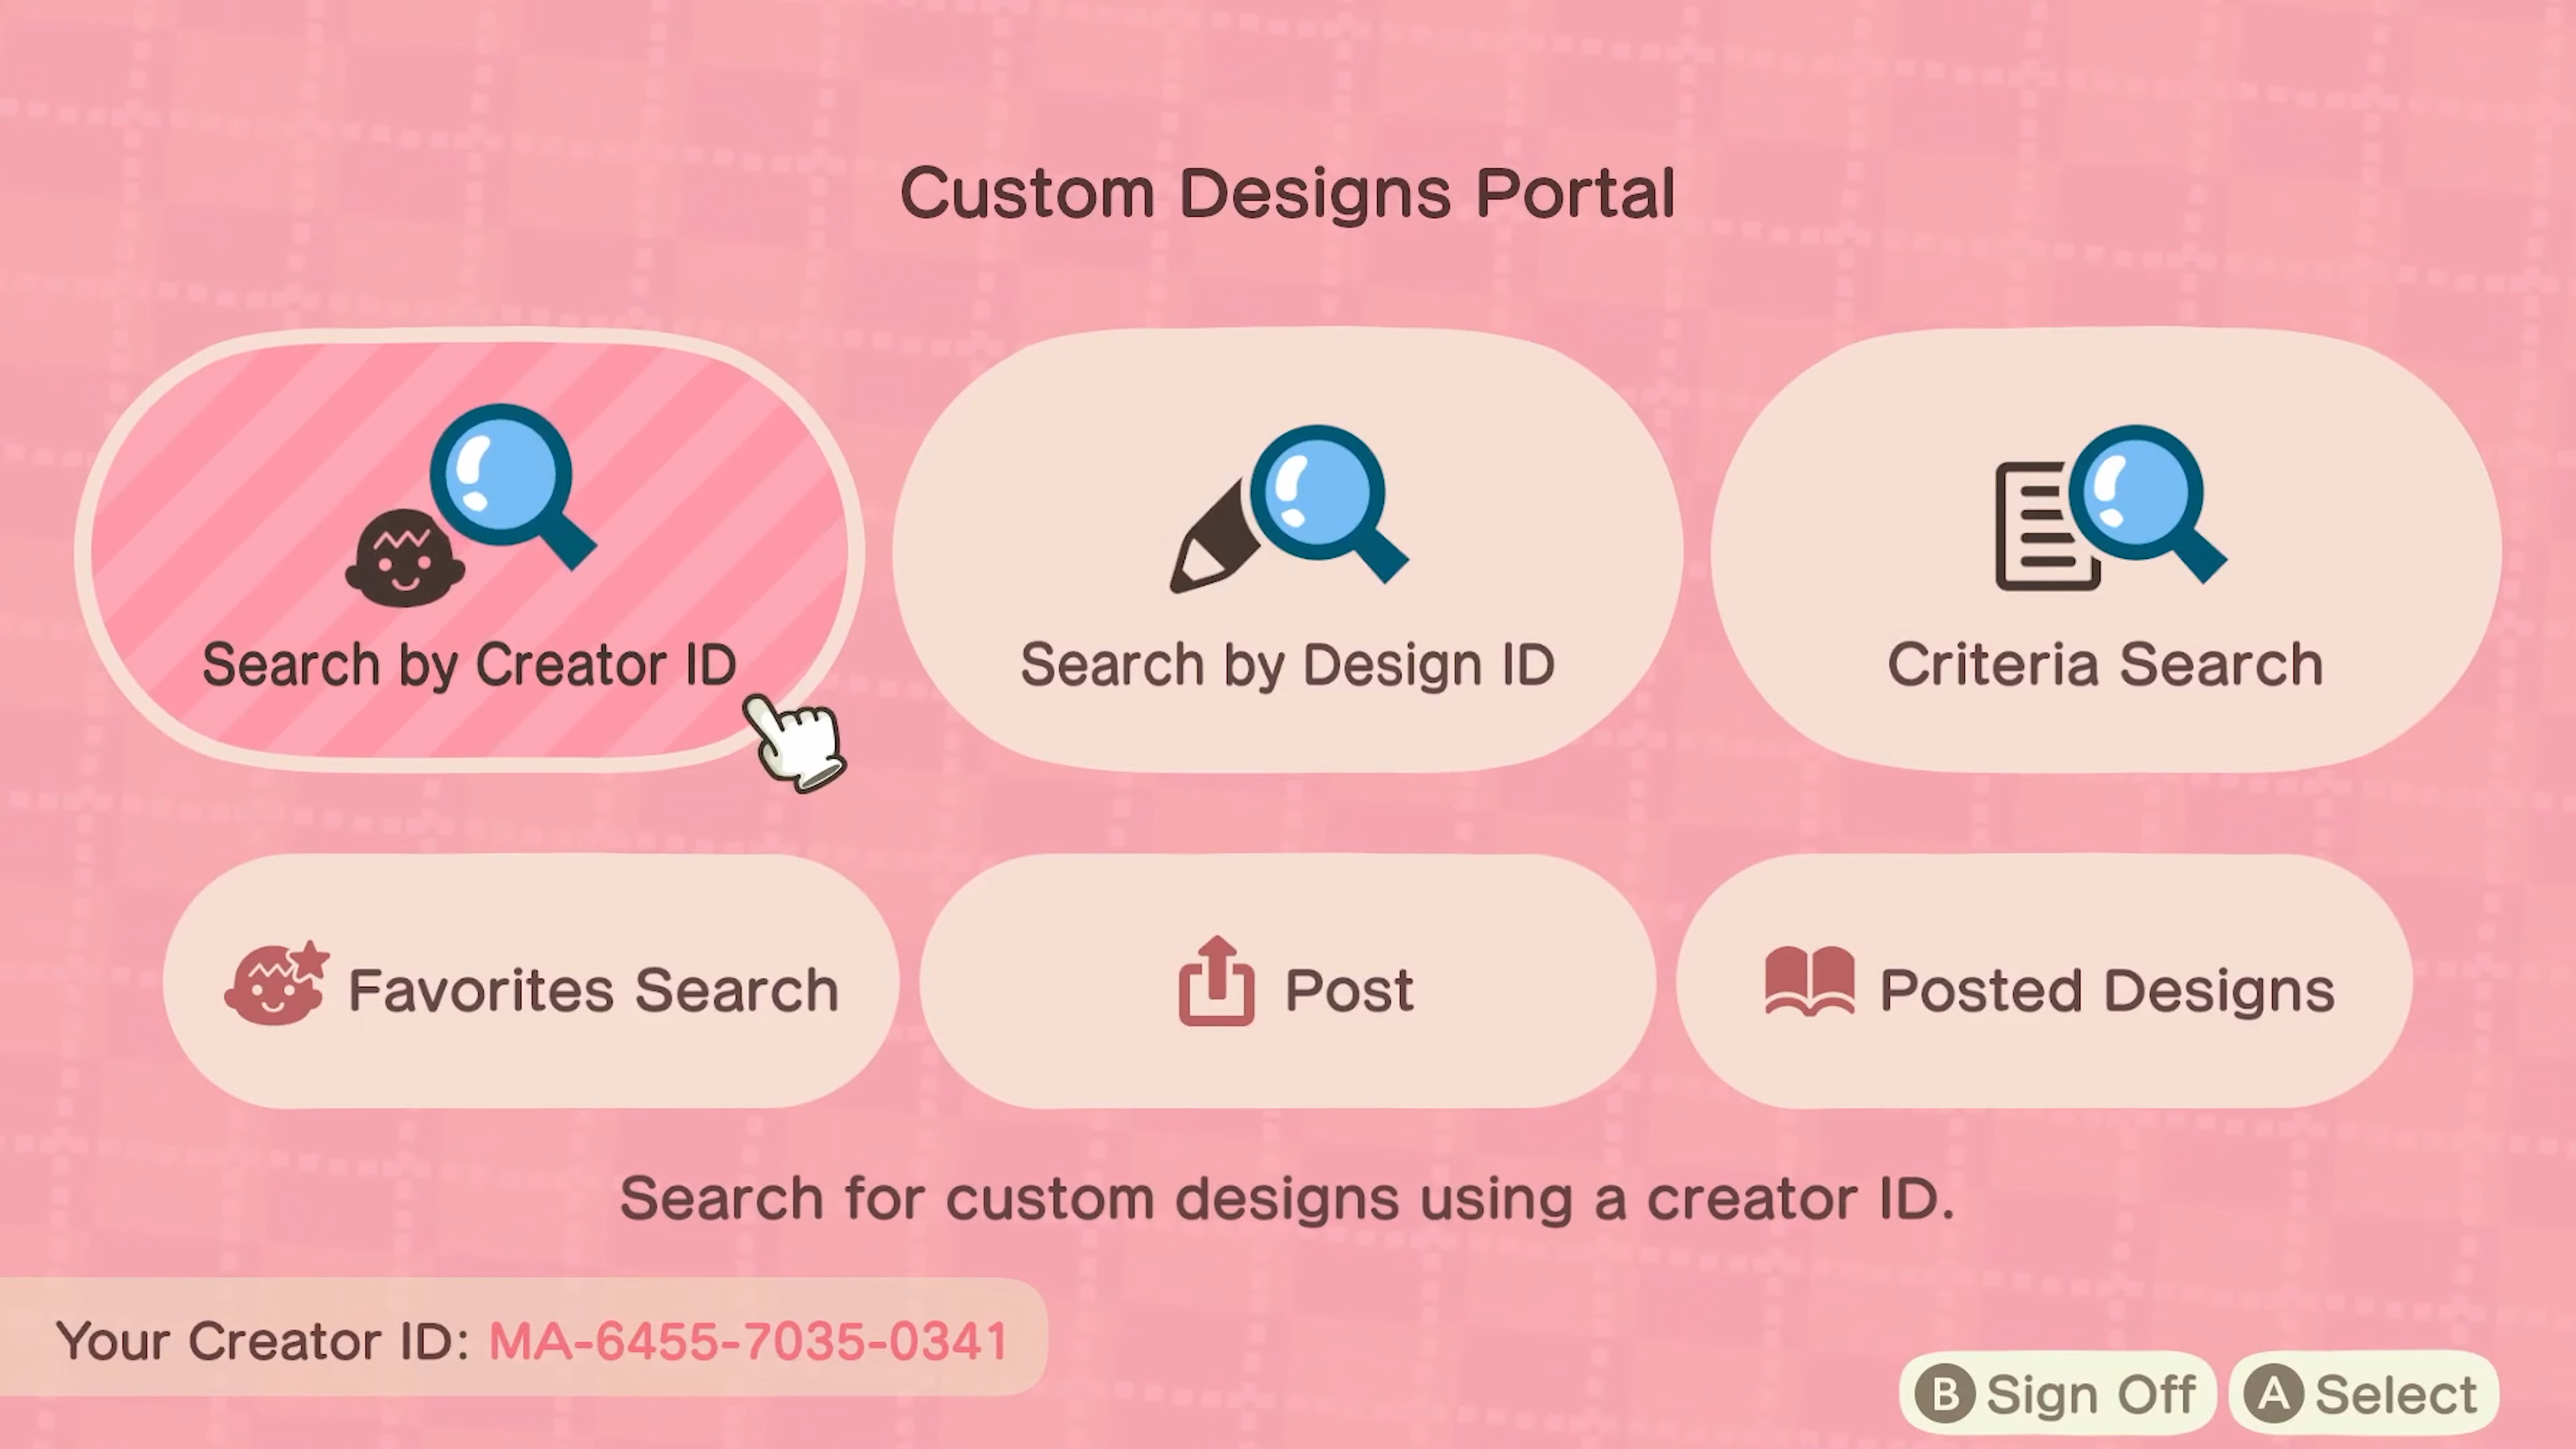 Custom Designs Portal
Search by Creator ID
Search by Design ID
Criteria Search
Favorites Search
Post
Posted Designs
Search for custom designs using a creator ID.
Your Creator ID: MA-6455-7035-0341
B Sign Off
A Select